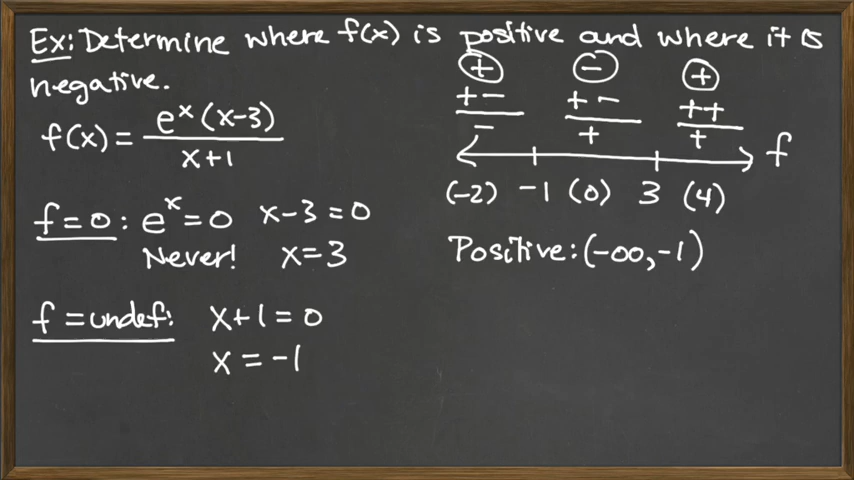 Ex: Determine where f(x) is positive and where it is
negative.
f(x) = e^x (x-3) / x+1
f=0: e^x=0 x-3=0
Never! x=3
f=undef: x+1=0
x=-1
⊕ ⊖ ⊕
+- +- ++
- + +
f
(-2) -1 (0) 3 (4)
Positive: (-∞,-1)